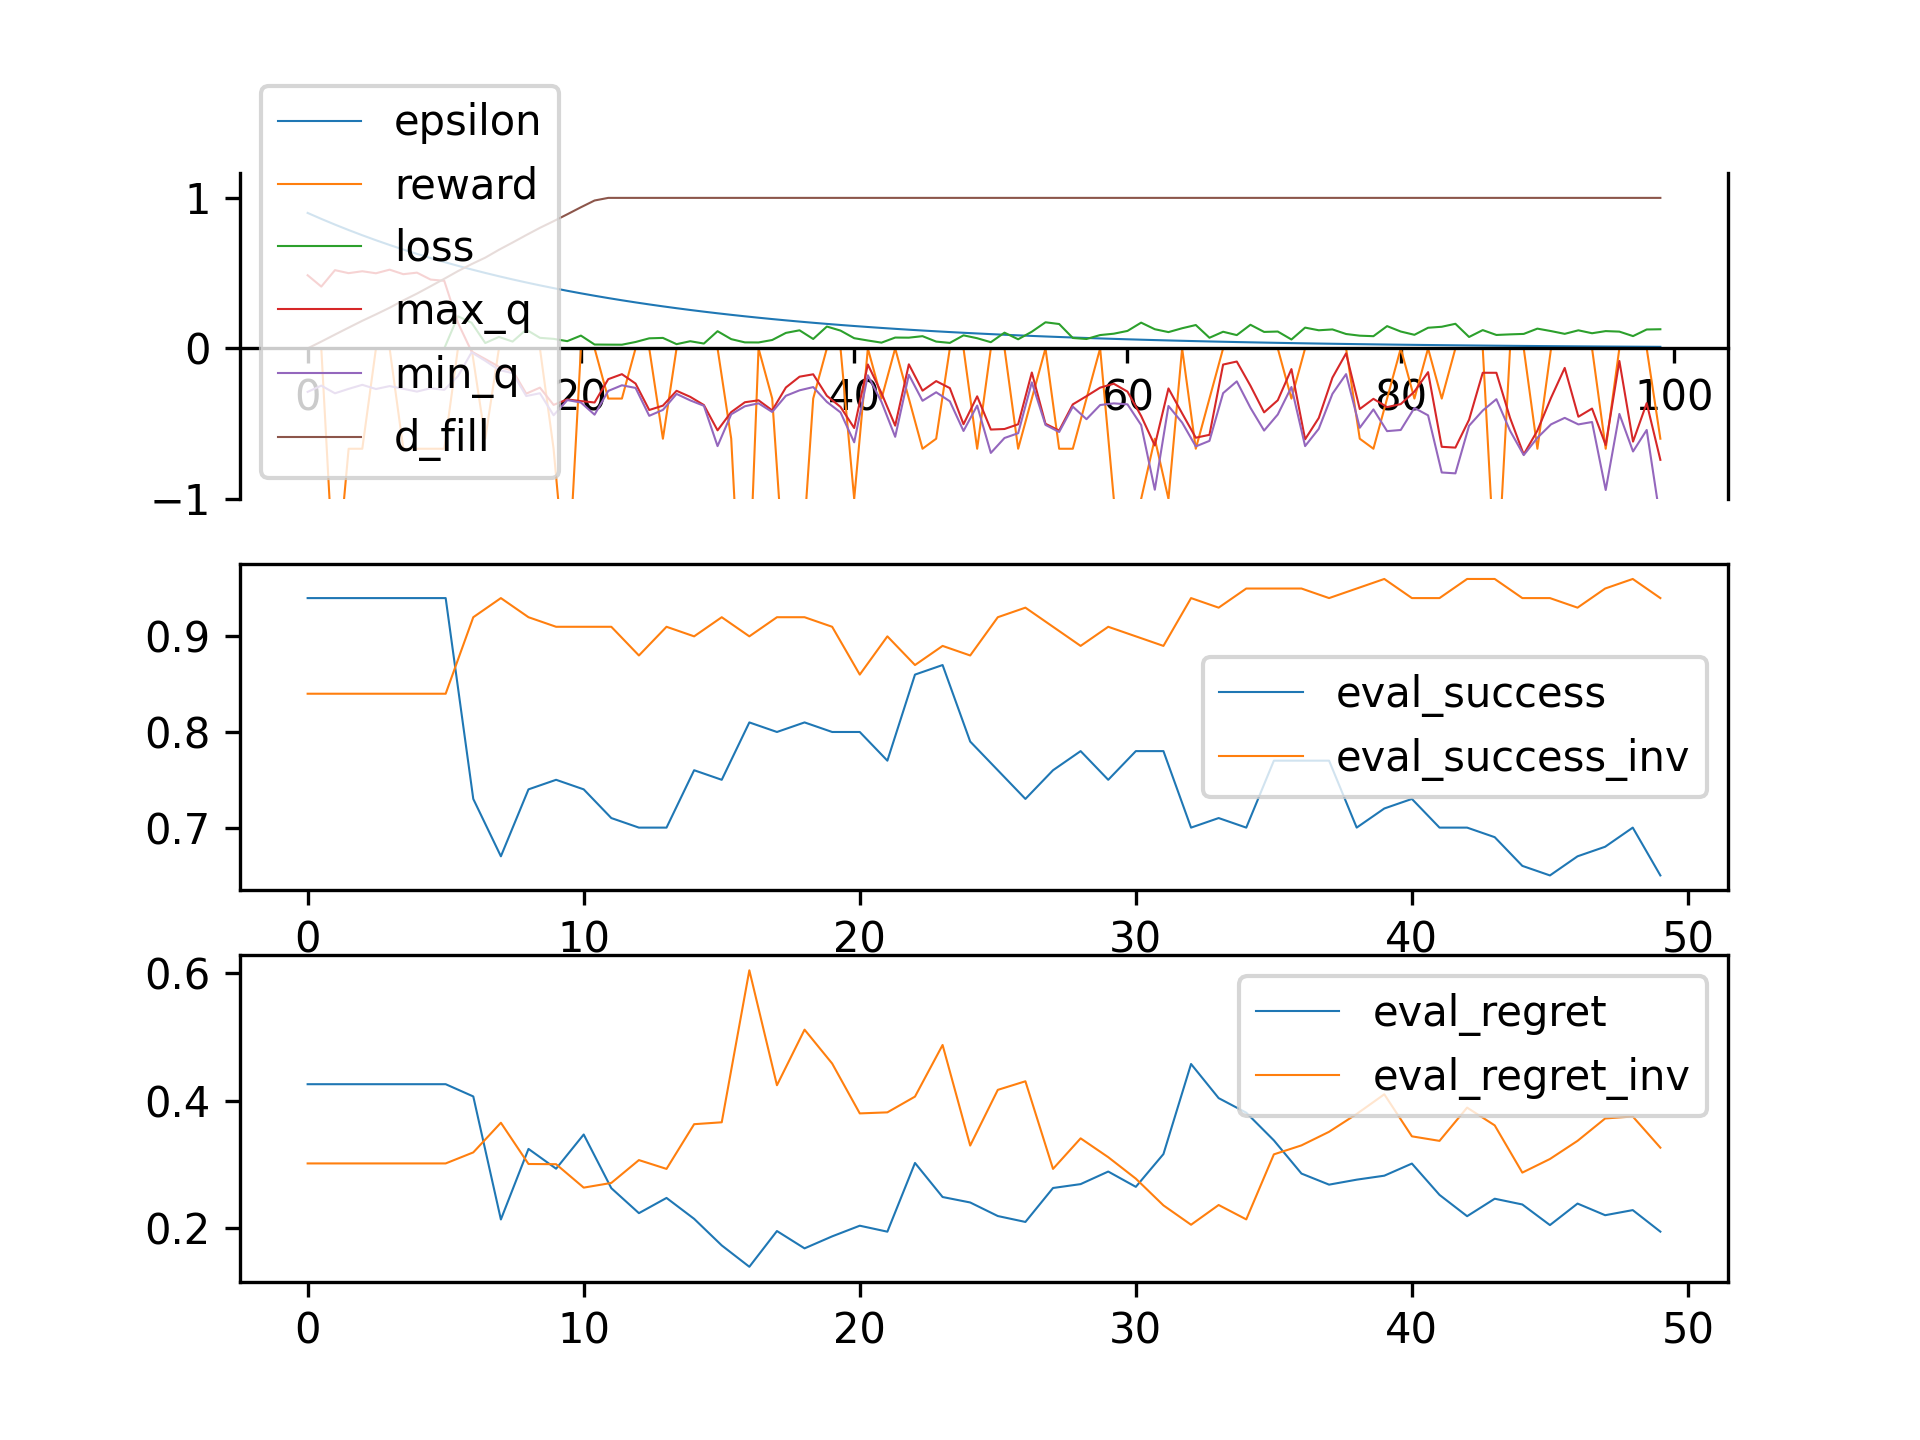 epsilon
reward
loss
max_q
min_q
d_fill
1
0
−1
0
20
40
60
80
100
0.9
0.8
0.7
eval_success
eval_success_inv
0
10
20
30
40
50
0.6
0.4
0.2
eval_regret
eval_regret_inv
0
10
20
30
40
50